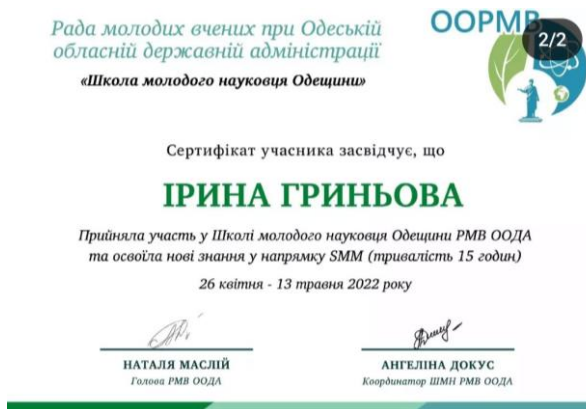 Рада молодих вчених при Одеській
обласній державній адміністрації
«Школа молодого науковця Одещини»
ООРМВ
2/2
Сертифікат учасника засвідчує, що
ІРИНА ГРИНЬОВА
Прийняла участь у Школі молодого науковця Одещини РМВ ООДА
та освоїла нові знання у напрямку SMM (тривалість 15 годин)
26 квітня - 13 травня 2022 року
НАТАЛЯ МАСЛІЙ
Голова РМВ ООДА
АНГЕЛІНА ДОКУС
Координатор ШМН РМВ ООДА